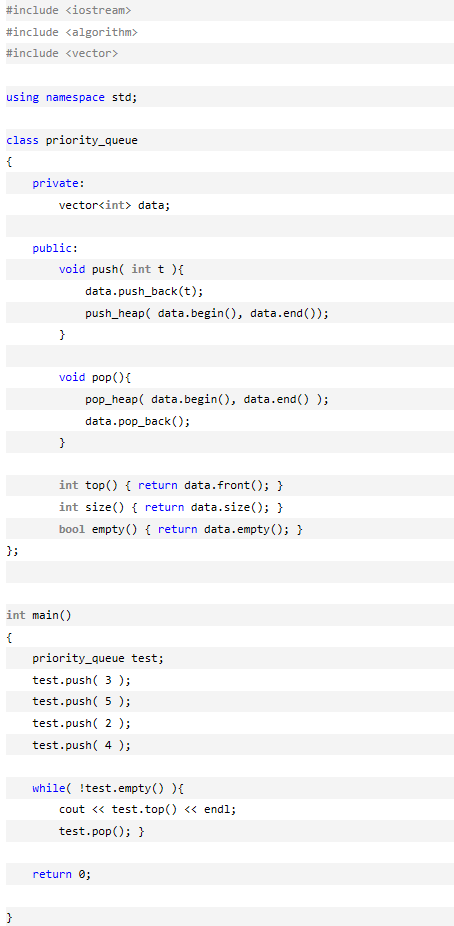 #include <iostream>
#include <algorithm>
#include <vector>
using namespace std;
class priority_queue
{
    private:
        vector<int> data;
    public:
        void push( int t ){
            data.push_back(t);
            push_heap( data.begin(), data.end());
        }
        void pop(){
            pop_heap( data.begin(), data.end() );
            data.pop_back();
        }
        int top() { return data.front(); }
        int size() { return data.size(); }
        bool empty() { return data.empty(); }
};
int main()
{
    priority_queue test;
    test.push( 3 );
    test.push( 5 );
    test.push( 2 );
    test.push( 4 );
    while( !test.empty() ){
        cout << test.top() << endl;
        test.pop(); }
    return 0;
}